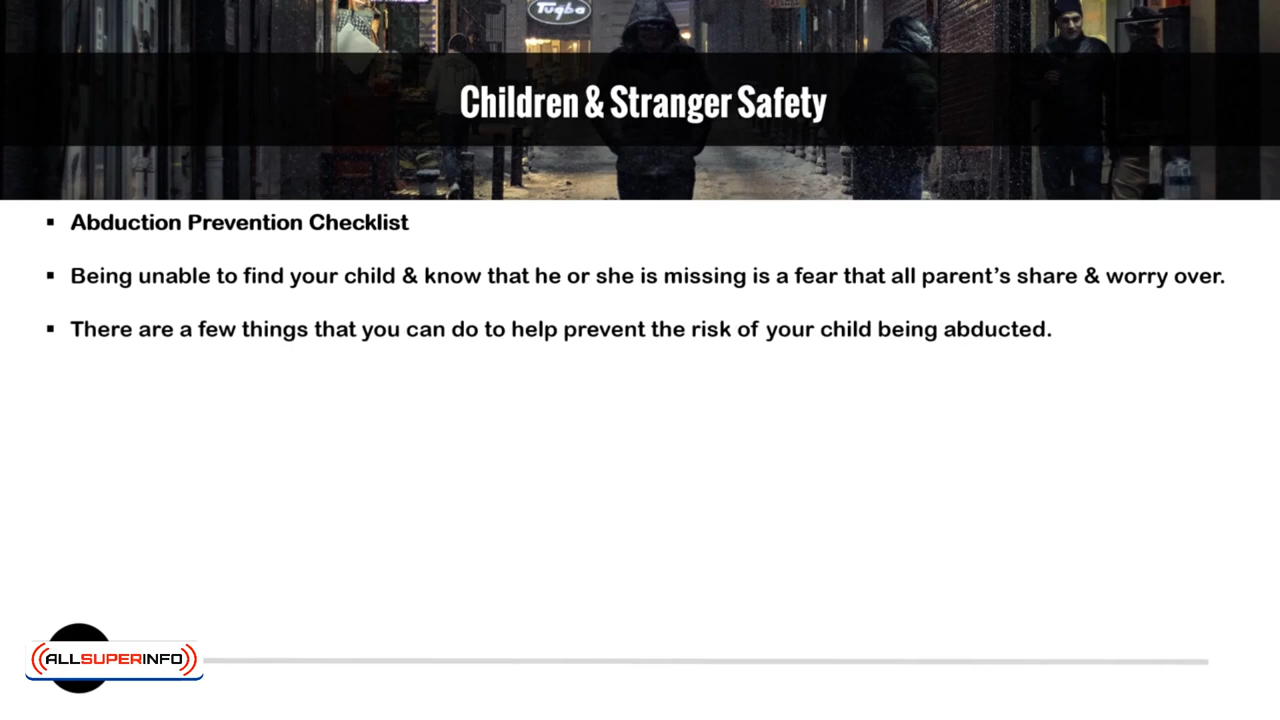 Tugba
Children & Stranger Safety
▪ Abduction Prevention Checklist
▪ Being unable to find your child & know that he or she is missing is a fear that all parent’s share & worry over.
▪ There are a few things that you can do to help prevent the risk of your child being abducted.
ALLSUPERINFO